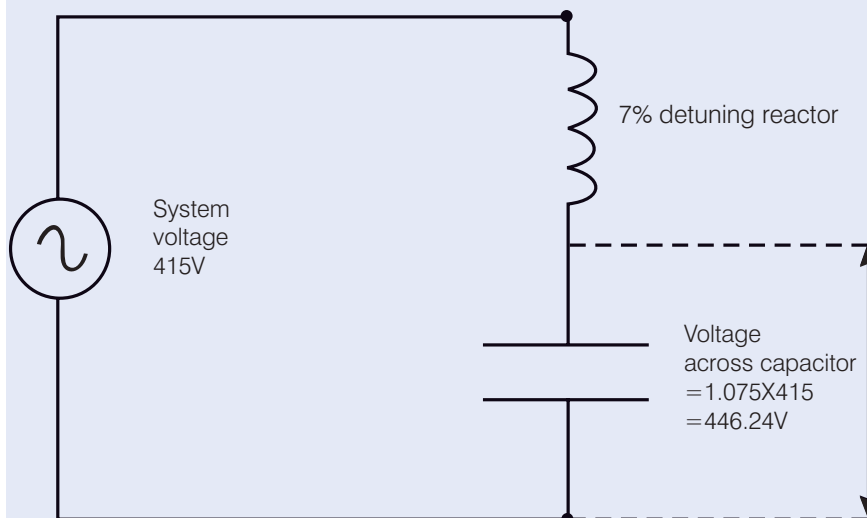 7% detuning reactor
System
voltage
415V
Voltage
across capacitor
=1.075X415
=446.24V